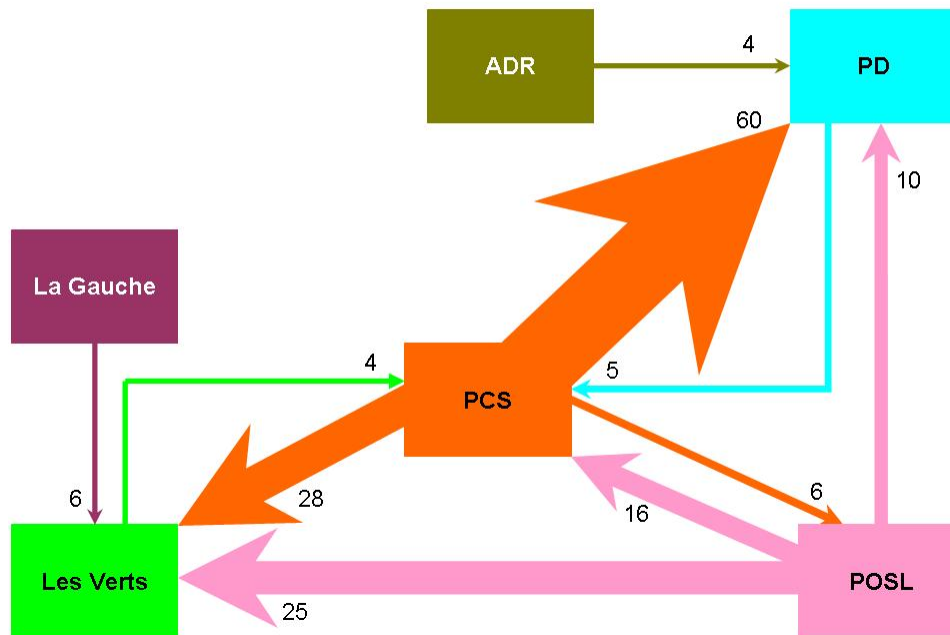 4
ADR
PD
60
10
La Gauche
4
5
PCS
6
28
16
6
Les Verts
POSL
25